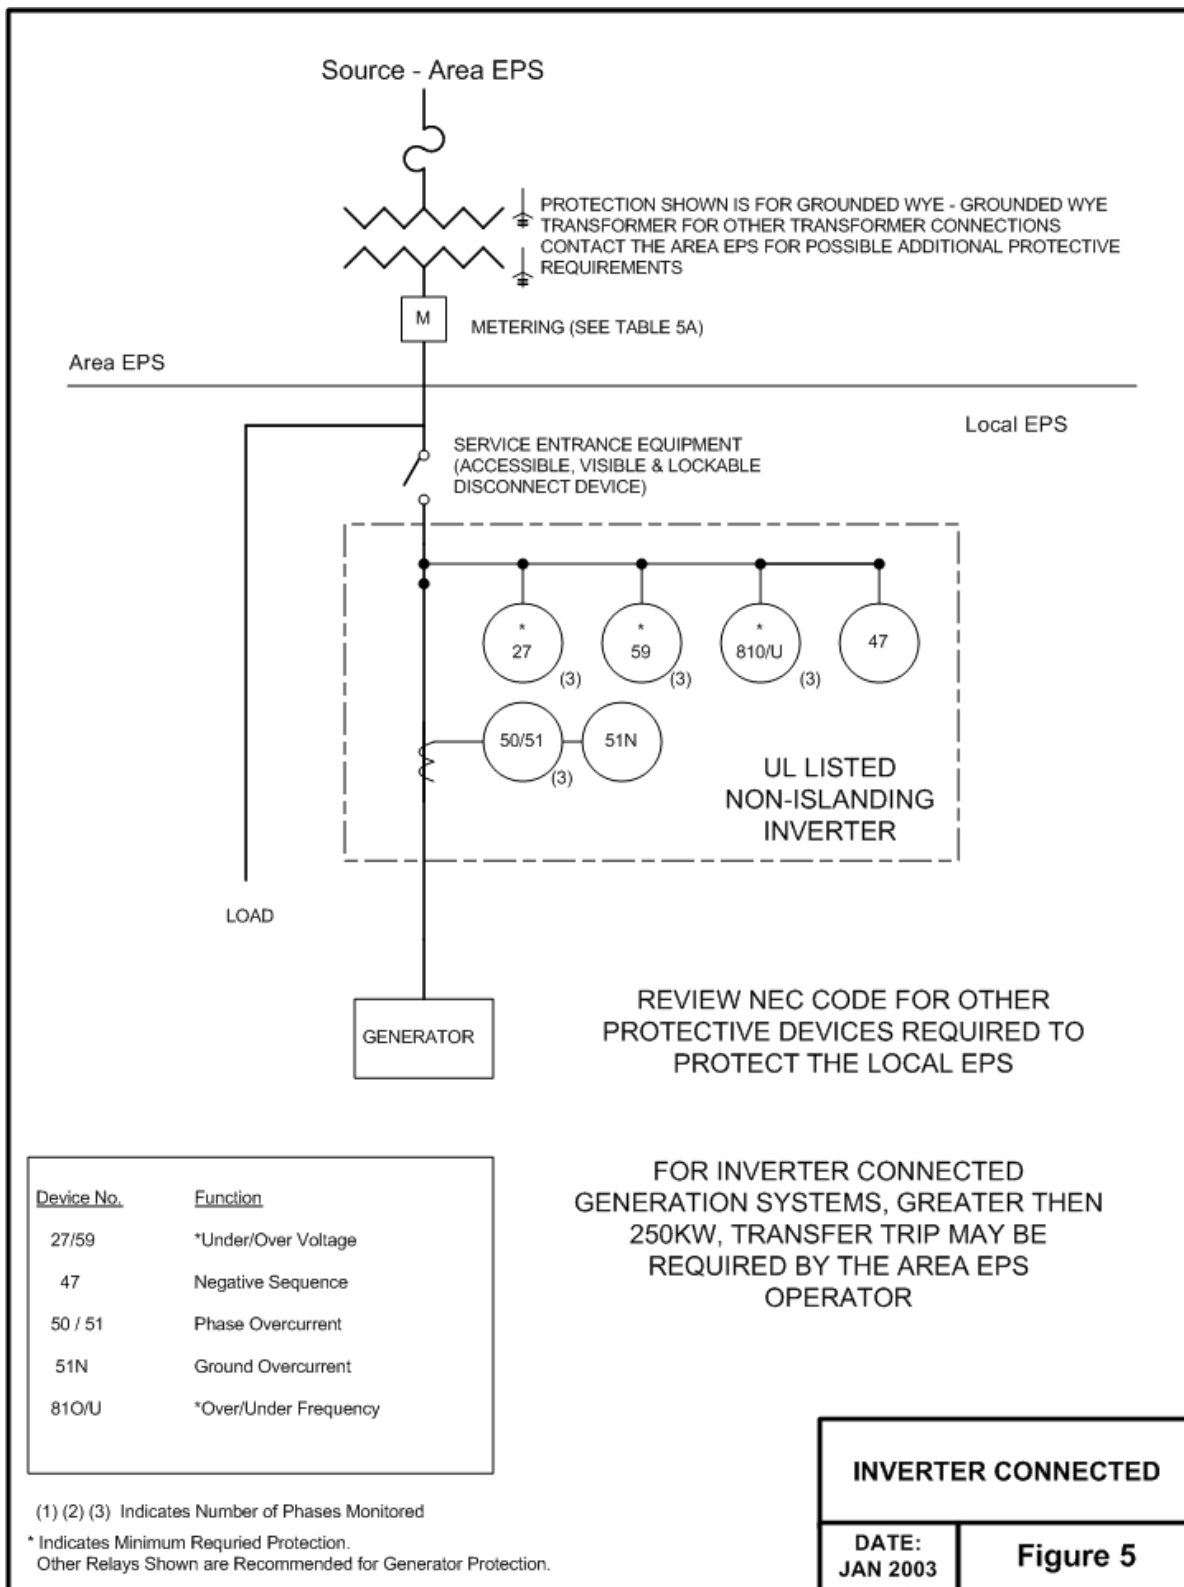 Source - Area EPS
PROTECTION SHOWN IS FOR GROUNDED WYE - GROUNDED WYE
TRANSFORMER FOR OTHER TRANSFORMER CONNECTIONS
CONTACT THE AREA EPS FOR POSSIBLE ADDITIONAL PROTECTIVE
REQUIREMENTS
M
METERING (SEE TABLE 5A)
Area EPS
Local EPS
SERVICE ENTRANCE EQUIPMENT
(ACCESSIBLE, VISIBLE & LOCKABLE
DISCONNECT DEVICE)
*
27
(3)
*
59
(3)
*
810/U
(3)
47
50/51
(3)
51N
UL LISTED
NON-ISLANDING
INVERTER
LOAD
GENERATOR
REVIEW NEC CODE FOR OTHER
PROTECTIVE DEVICES REQUIRED TO
PROTECT THE LOCAL EPS
FOR INVERTER CONNECTED
GENERATION SYSTEMS, GREATER THEN
250KW, TRANSFER TRIP MAY BE
REQUIRED BY THE AREA EPS
OPERATOR
Device No. Function
27/59 *Under/Over Voltage
47 Negative Sequence
50 / 51 Phase Overcurrent
51N Ground Overcurrent
81O/U *Over/Under Frequency
(1) (2) (3) Indicates Number of Phases Monitored
* Indicates Minimum Requried Protection.
Other Relays Shown are Recommended for Generator Protection.
INVERTER CONNECTED
DATE:
JAN 2003
Figure 5